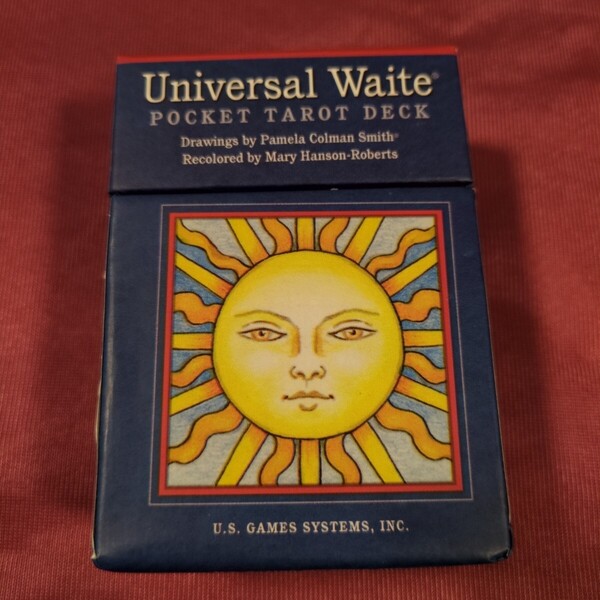 Universal Waite®
POCKET TAROT DECK
Drawings by Pamela Colman Smith®
Recolored by Mary Hanson-Roberts
U.S. GAMES SYSTEMS, INC.